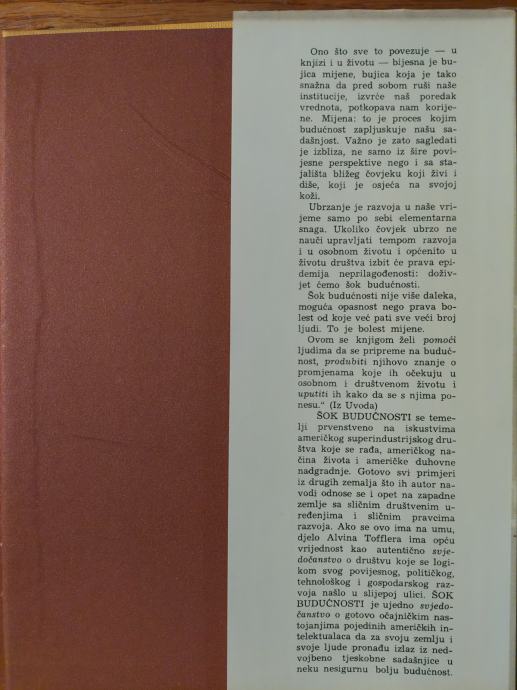 Ono što sve to povezuje — u
knjizi i u životu — bijesna je bu-
jica mijene, bujica koja je tako
snažna da pred sobom ruši naše
institucije, izvrće naš poredak
vrednota, potkopava nam korije-
ne. Mijena: to je proces kojim
budućnost zapljuskuje našu sa-
dašnjost. Važno je zato sagledati
je izbliza, ne samo iz šire povi-
jesne perspektive nego i sa sta-
jališta bližeg čovjeku koji živi i
diše, koji je osjeća na svojoj
koži.
Ubrzanje je razvoja u naše vri-
jeme samo po sebi elementarna
snaga. Ukoliko čovjek ubrzo ne
nauči upravljati tempom razvoja
i u osobnom životu i općenito u
životu društva izbit će prava epi-
demija neprilagođenosti: doživ-
jet ćemo šok budućnosti.
Šok budućnosti nije više daleka,
moguća opasnost nego prava bo-
lest od koje već pati sve veći broj
ljudi. To je bolest mijene.
Ovom se knjigom želi pomoći
ljudima da se pripreme na buduć-
nost, produbiti njihovo znanje o
promjenama koje ih očekuju u
osobnom i društvenom životu i
uputiti ih kako da se s njima po-
nesu.“ (Iz Uvoda)
ŠOK BUDUĆNOSTI se teme-
lji prvenstveno na iskustvima
američkog superindustrijskog dru-
štva koje se rađa, američkog na-
čina života i američke duhovne
nadgradnje. Gotovo svi primjeri
iz drugih zemalja što ih autor na-
vodi odnose se i opet na zapadne
zemlje sa sličnim društvenim u-
ređenjima i sličnim pravcima
razvoja. Ako se ovo ima na umu,
djelo Alvina Tofflera ima opću
vrijednost kao autentično svje-
dočanstvo o društvu koje se logi-
kom svog povijesnog, političkog,
tehnološkog i gospodarskog raz-
voja našlo u slijepoj ulici. ŠOK
BUDUĆNOSTI je ujedno svjedo-
čanstvo o gotovo očajničkim nas-
tojanjima pojedinih američkih in-
telektualaca da za svoju zemlju i
svoje ljude pronađu izlaz iz ned-
vojbeno tjeskobne sadašnjice u
neku nesigurnu bolju budućnost.